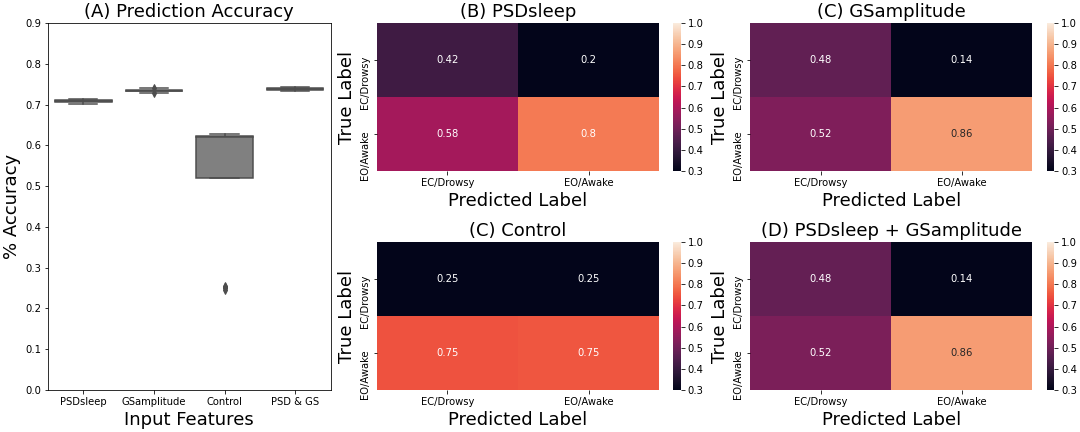 (A) Prediction Accuracy
% Accuracy
0.9
0.8
0.7
0.6
0.5
0.4
0.3
0.2
0.1
0.0
PSDsleep GSamplitude Control PSD & GS
Input Features
(B) PSDsleep
True Label
EC/Drowsy
EO/Awake
0.42 0.2
0.58 0.8
EC/Drowsy EO/Awake
Predicted Label
1.0
0.9
0.8
0.7
0.6
0.5
0.4
0.3
(C) GSamplitude
True Label
EC/Drowsy
EO/Awake
0.48 0.14
0.52 0.86
EC/Drowsy EO/Awake
Predicted Label
1.0
0.9
0.8
0.7
0.6
0.5
0.4
0.3
(C) Control
True Label
EC/Drowsy
EO/Awake
0.25 0.25
0.75 0.75
EC/Drowsy EO/Awake
Predicted Label
1.0
0.9
0.8
0.7
0.6
0.5
0.4
0.3
(D) PSDsleep + GSamplitude
True Label
EC/Drowsy
EO/Awake
0.48 0.14
0.52 0.86
EC/Drowsy EO/Awake
Predicted Label
1.0
0.9
0.8
0.7
0.6
0.5
0.4
0.3